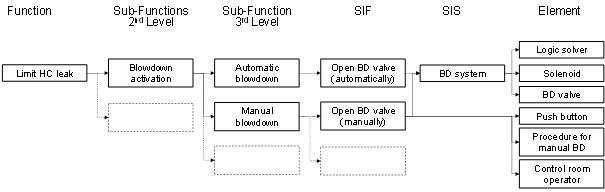 Function
Sub-Functions
2nd Level
Sub-Function
3rd Level
SIF
SIS
Element
Limit HC leak
Blowdown
activation
Automatic
blowdown
Open BD valve
(automatically)
BD system
Logic solver
Solenoid
BD valve
Manual
blowdown
Open BD valve
(manually)
Push button
Procedure for
manual BD
Control room
operator